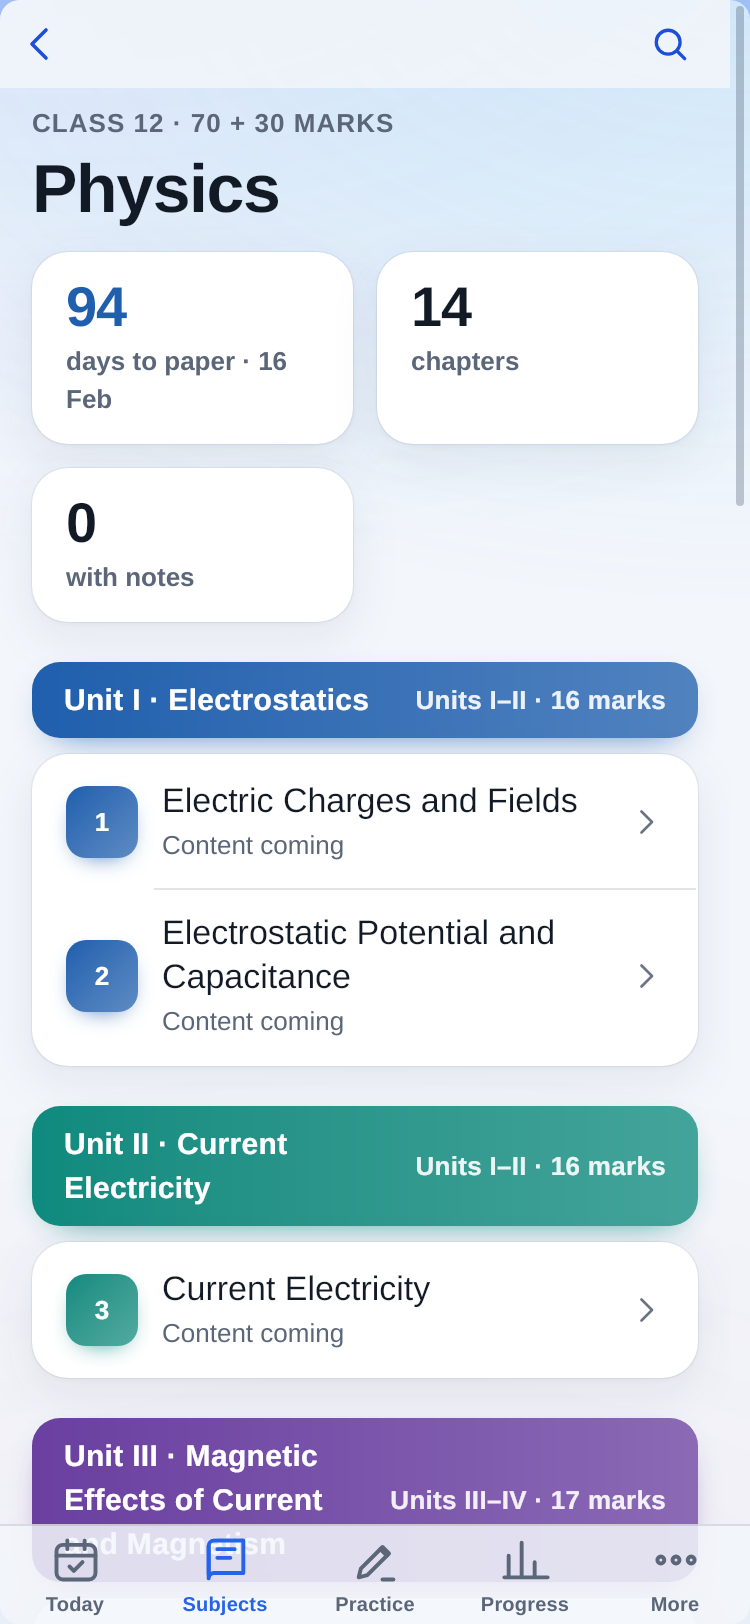 CLASS 12 · 70 + 30 MARKS
Physics
94
days to paper · 16
Feb
14
chapters
0
with notes
Unit I · Electrostatics
Units I–II · 16 marks
1
Electric Charges and Fields
Content coming
2
Electrostatic Potential and
Capacitance
Content coming
Unit II · Current
Electricity
Units I–II · 16 marks
3
Current Electricity
Content coming
Unit III · Magnetic
Effects of Current
and Magnetism
Units III–IV · 17 marks
Today
Subjects
Practice
Progress
More